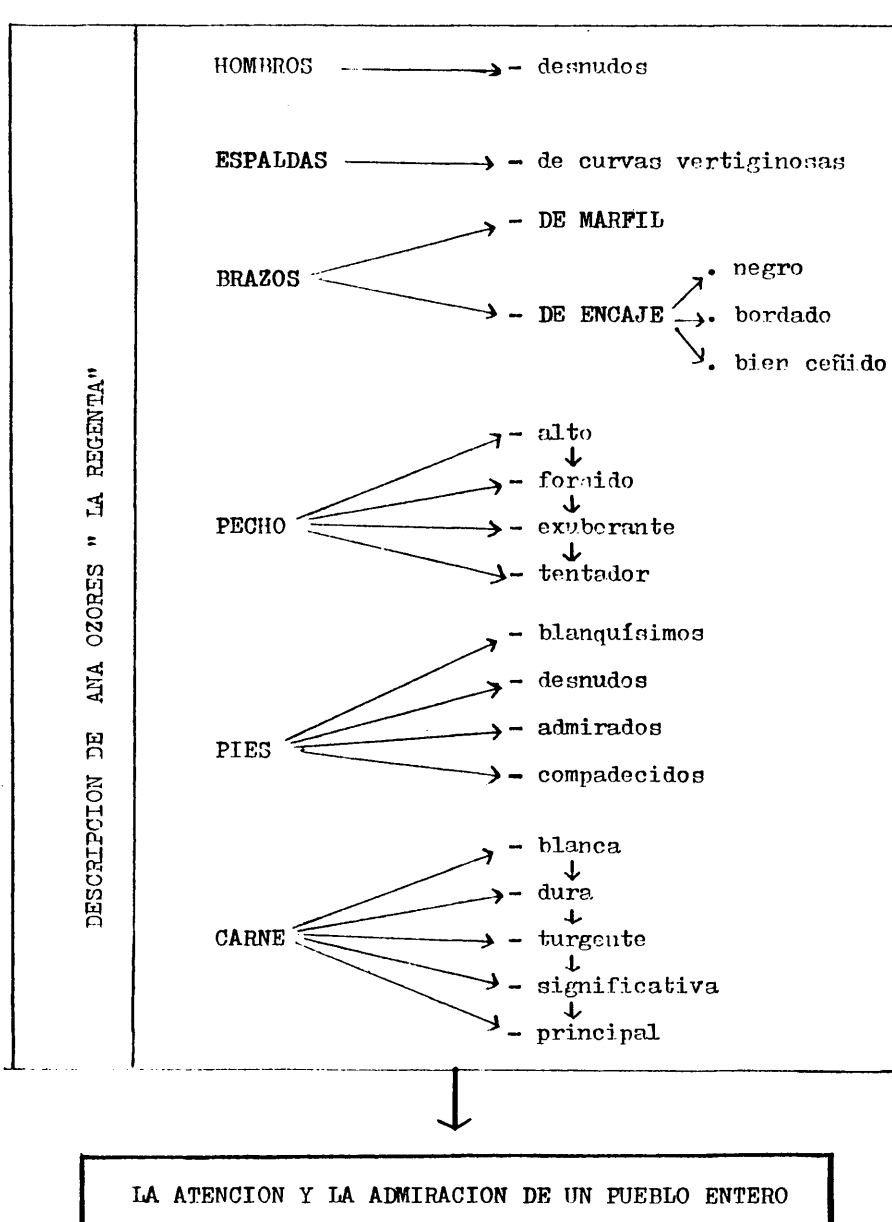 DESCRIPCION DE ANA OZORES " LA REGENTA"
HOMBROS - desnudos
ESPALDAS - de curvas vertiginosas
BRAZOS
- DE MARFIL
- DE ENCAJE
. negro
. bordado
. bien ceñido
PECHO
- alto
- fornido
- exuberante
- tentador
PIES
- blanquísimos
- desnudos
- admirados
- compadecidos
CARNE
- blanca
- dura
- turgente
- significativa
- principal
LA ATENCION Y LA ADMIRACION DE UN PUEBLO ENTERO